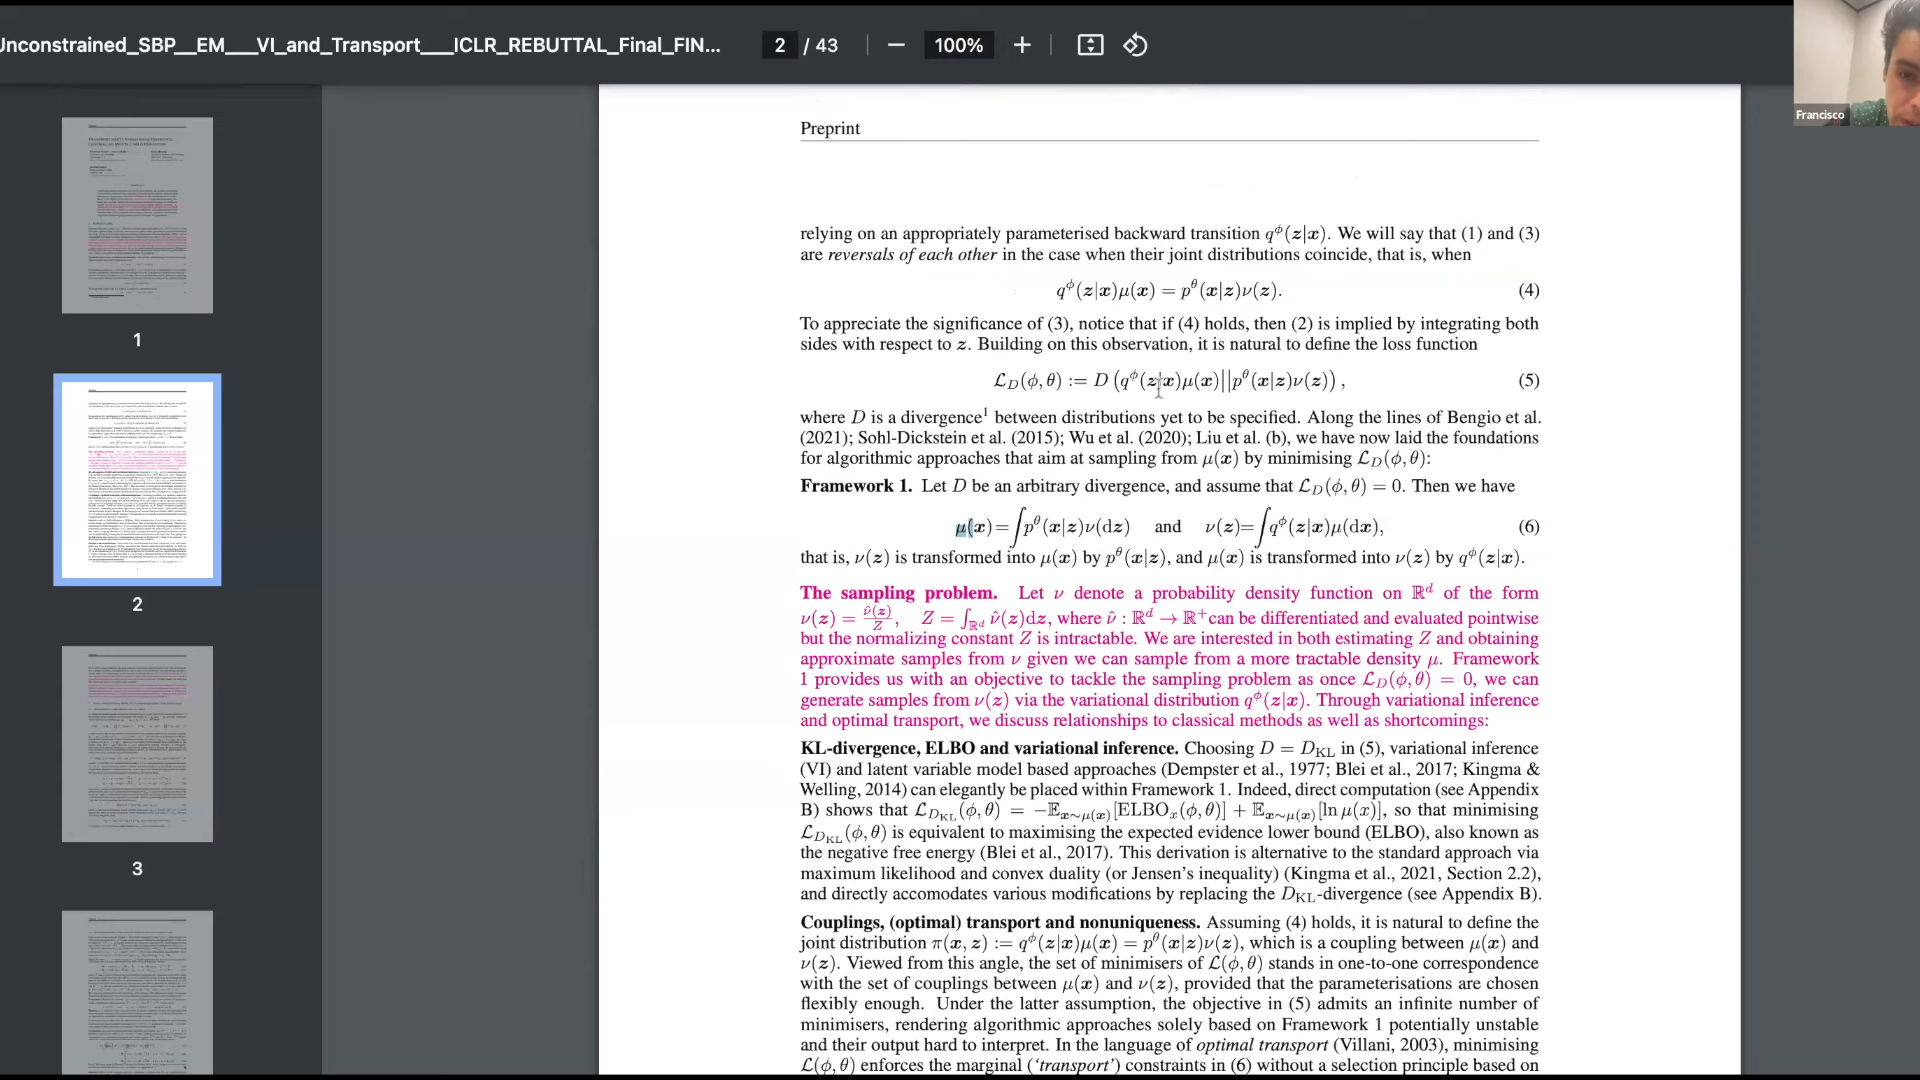 Unconstrained_SBP__EM___VI_and_Transport___ICLR_REBUTTAL_Final_FIN...
2 / 43
100%
Francisco
1
2
3
Preprint
relying on an appropriately parameterised backward transition q^ϕ(z|x). We will say that (1) and (3)
are reversals of each other in the case when their joint distributions coincide, that is, when
q^ϕ(z|x)μ(x) = p^θ(x|z)ν(z). (4)
To appreciate the significance of (3), notice that if (4) holds, then (2) is implied by integrating both
sides with respect to z. Building on this observation, it is natural to define the loss function
ℒ_D(ϕ, θ) := D (q^ϕ(z|x)μ(x)||p^θ(x|z)ν(z)) , (5)
where D is a divergence¹ between distributions yet to be specified. Along the lines of Bengio et al.
(2021); Sohl-Dickstein et al. (2015); Wu et al. (2020); Liu et al. (b), we have now laid the foundations
for algorithmic approaches that aim at sampling from μ(x) by minimising ℒ_D(ϕ, θ):
Framework 1. Let D be an arbitrary divergence, and assume that ℒ_D(ϕ, θ) = 0. Then we have
μ(x)=∫p^θ(x|z)ν(dz) and ν(z)=∫q^ϕ(z|x)μ(dx), (6)
that is, ν(z) is transformed into μ(x) by p^θ(x|z), and μ(x) is transformed into ν(z) by q^ϕ(z|x).
The sampling problem. Let ν denote a probability density function on ℝ^d of the form
ν(z) = ν̂(z)/Z, Z = ∫_ℝ^d ν̂(z)dz, where ν̂ : ℝ^d → ℝ^+ can be differentiated and evaluated pointwise
but the normalizing constant Z is intractable. We are interested in both estimating Z and obtaining
approximate samples from ν given we can sample from a more tractable density μ. Framework
1 provides us with an objective to tackle the sampling problem as once ℒ_D(ϕ, θ) = 0, we can
generate samples from ν(z) via the variational distribution q^ϕ(z|x). Through variational inference
and optimal transport, we discuss relationships to classical methods as well as shortcomings:
KL-divergence, ELBO and variational inference. Choosing D = D_KL in (5), variational inference
(VI) and latent variable model based approaches (Dempster et al., 1977; Blei et al., 2017; Kingma &
Welling, 2014) can elegantly be placed within Framework 1. Indeed, direct computation (see Appendix
B) shows that ℒ_D_KL(ϕ, θ) = −𝔼_x∼μ(x)[ELBO_x(ϕ, θ)] + 𝔼_x∼μ(x)[ln μ(x)], so that minimising
ℒ_D_KL(ϕ, θ) is equivalent to maximising the expected evidence lower bound (ELBO), also known as
the negative free energy (Blei et al., 2017). This derivation is alternative to the standard approach via
maximum likelihood and convex duality (or Jensen's inequality) (Kingma et al., 2021, Section 2.2),
and directly accomodates various modifications by replacing the D_KL-divergence (see Appendix B).
Couplings, (optimal) transport and nonuniqueness. Assuming (4) holds, it is natural to define the
joint distribution π(x, z) := q^ϕ(z|x)μ(x) = p^θ(x|z)ν(z), which is a coupling between μ(x) and
ν(z). Viewed from this angle, the set of minimisers of ℒ(ϕ, θ) stands in one-to-one correspondence
with the set of couplings between μ(x) and ν(z), provided that the parameterisations are chosen
flexibly enough. Under the latter assumption, the objective in (5) admits an infinite number of
minimisers, rendering algorithmic approaches solely based on Framework 1 potentially unstable
and their output hard to interpret. In the language of optimal transport (Villani, 2003), minimising
ℒ(ϕ, θ) enforces the marginal ('transport') constraints in (6) without a selection principle based on